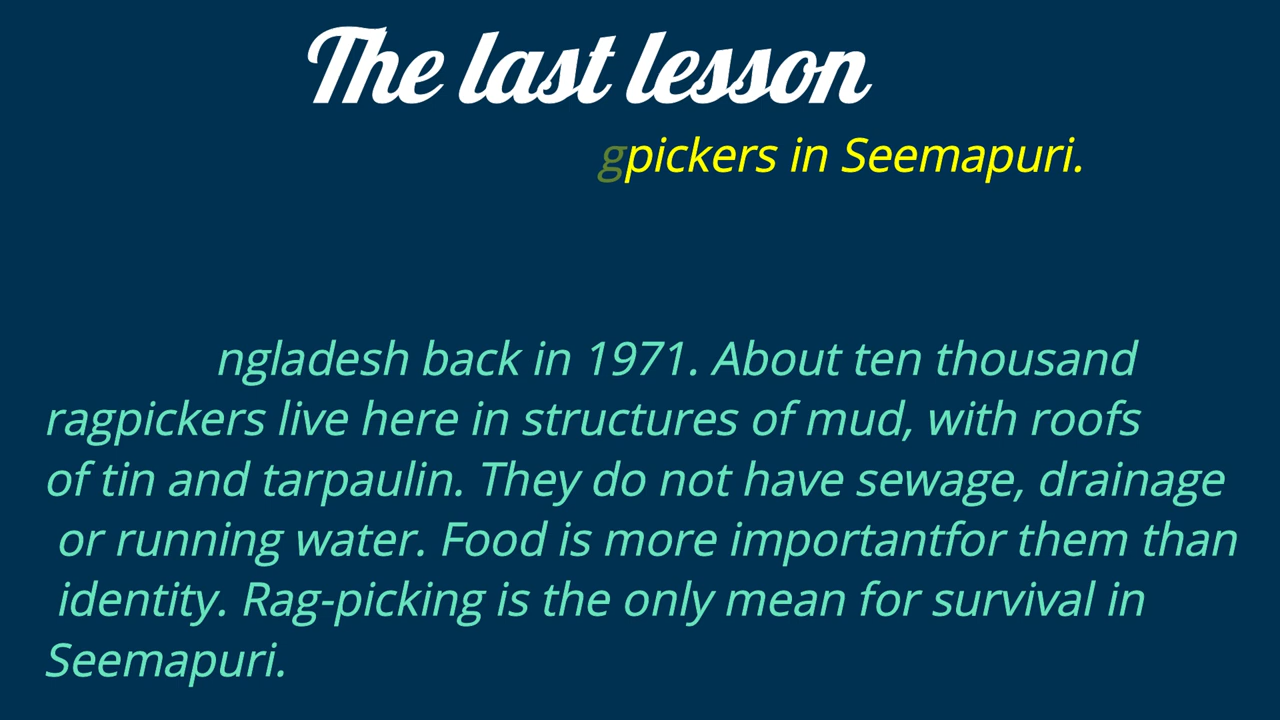 The last lesson
gpickers in Seemapuri.
ngladesh back in 1971. About ten thousand
ragpickers live here in structures of mud, with roofs
of tin and tarpaulin. They do not have sewage, drainage
or running water. Food is more importantfor them than
identity. Rag-picking is the only mean for survival in
Seemapuri.